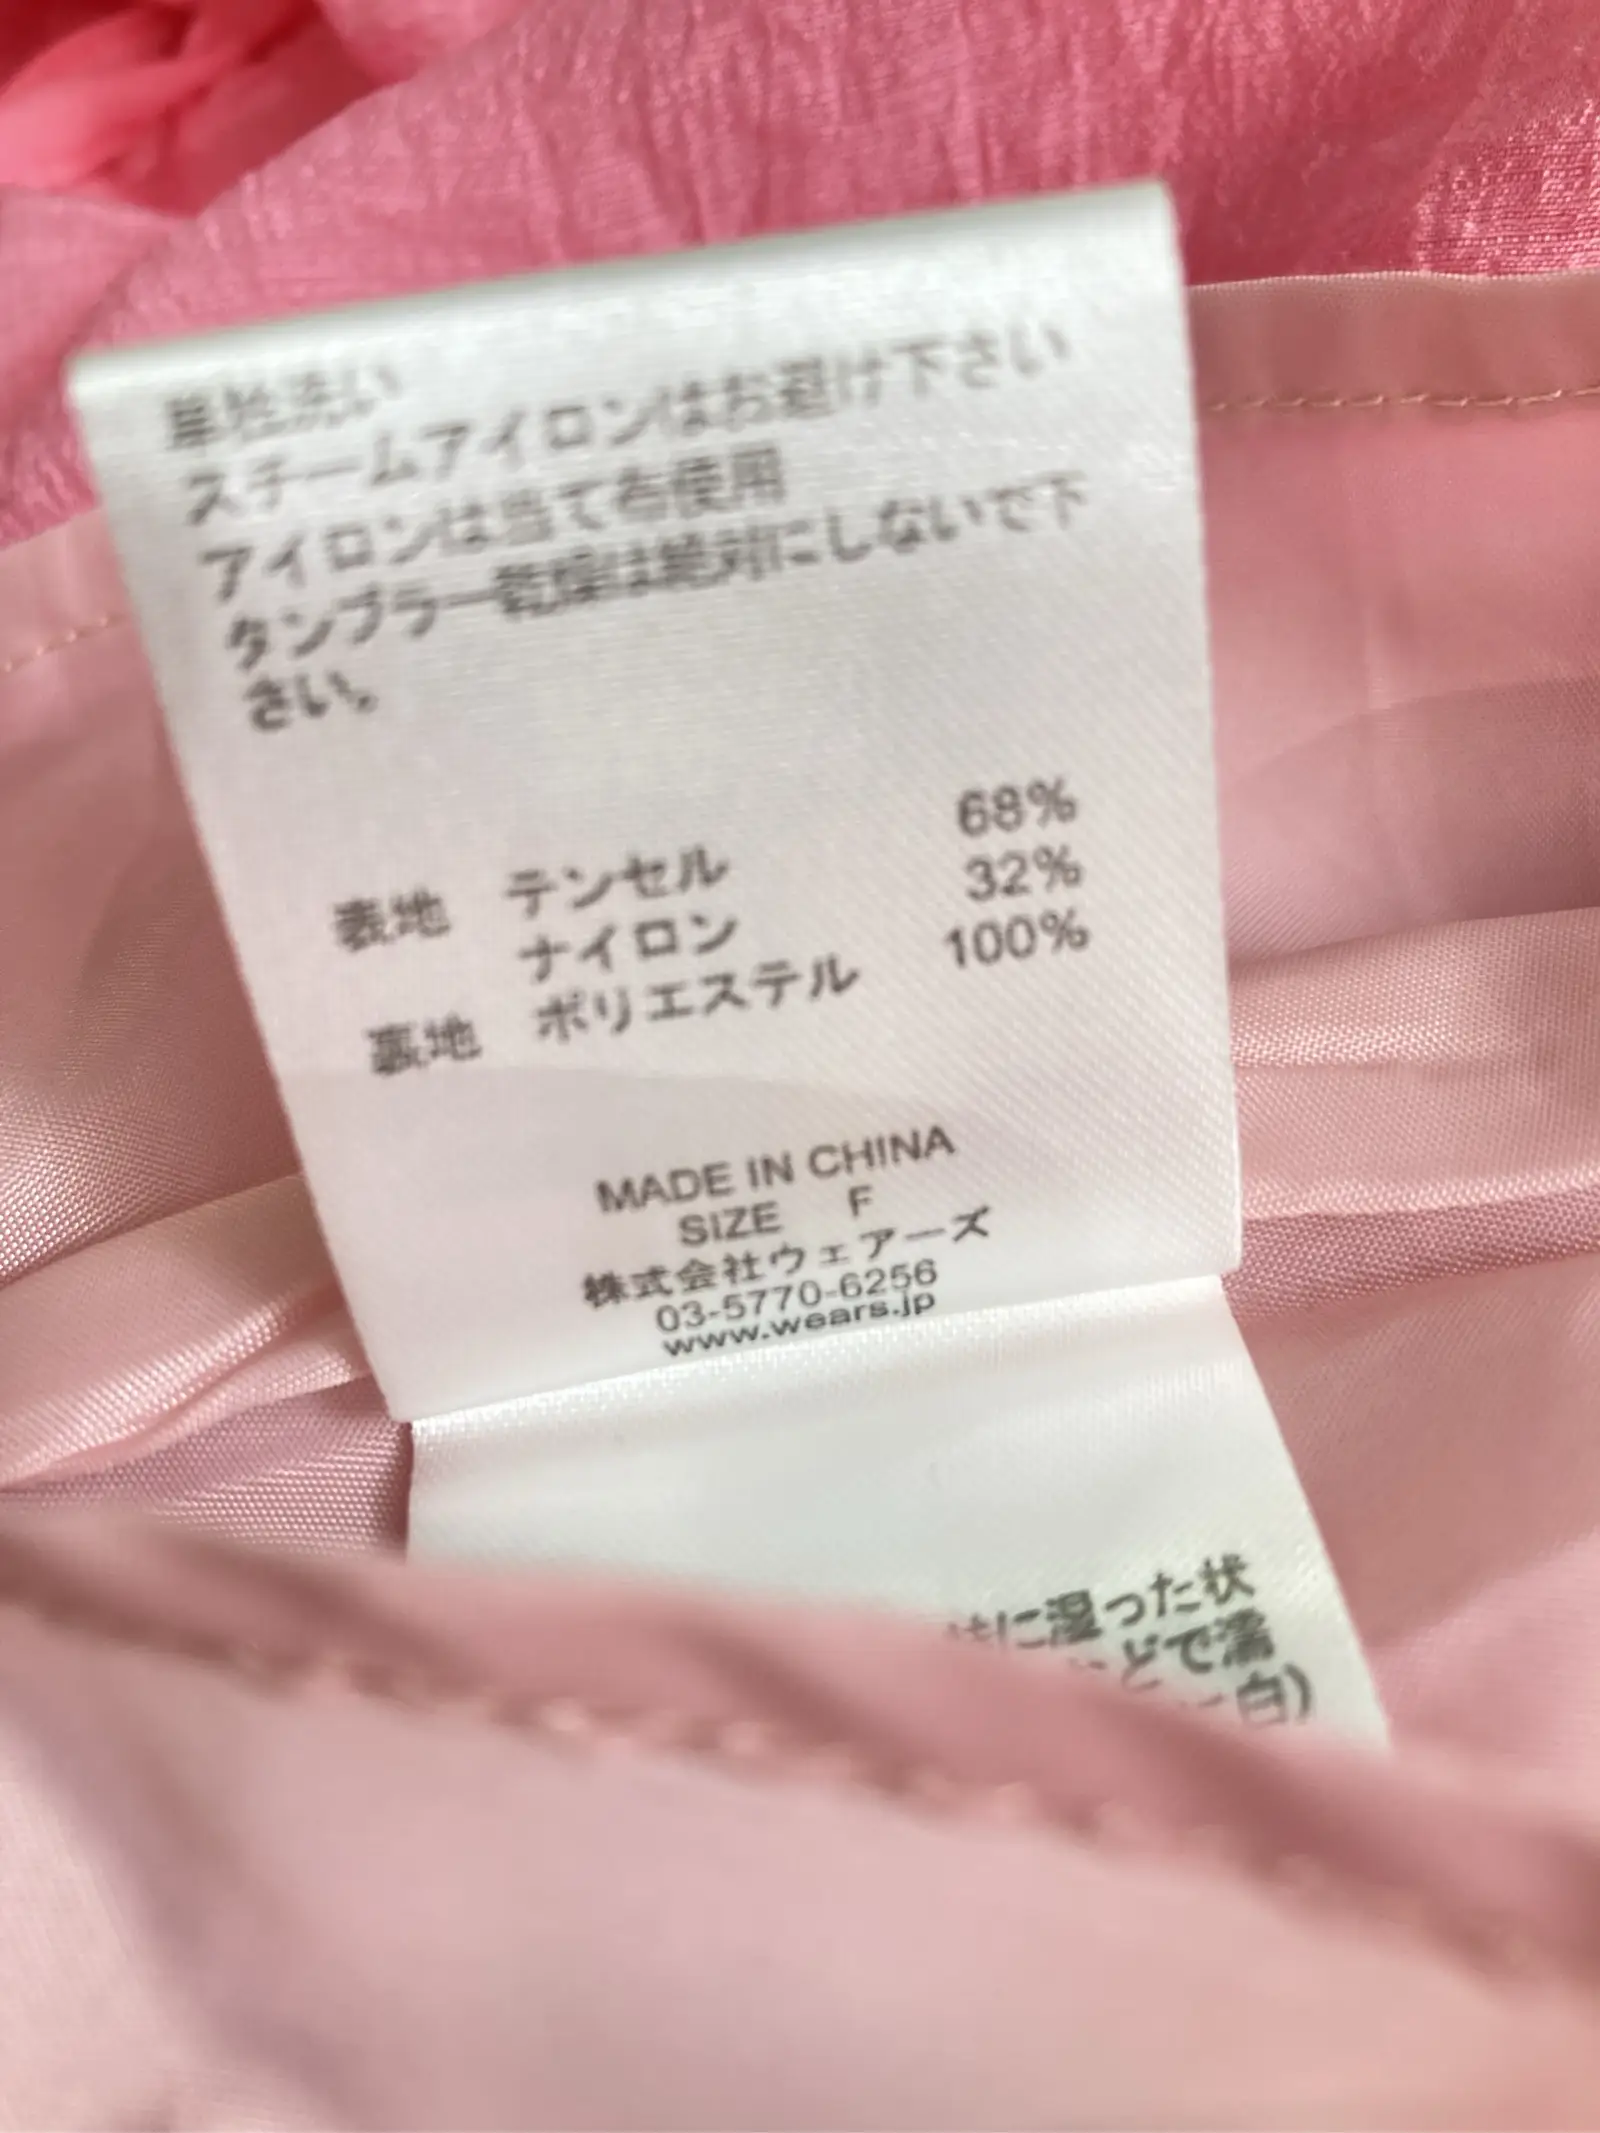 単独洗い
スチームアイロンはお避け下さい
アイロンは当て布使用
タンブラー乾燥は絶対にしないで下
さい。
68%
表地 テンセル 32%
ナイロン 100%
裏地 ポリエステル
MADE IN CHINA
SIZE F
株式会社ウェアーズ
03-5770-6256
www.wears.jp
に湿った状
どで濡
白)